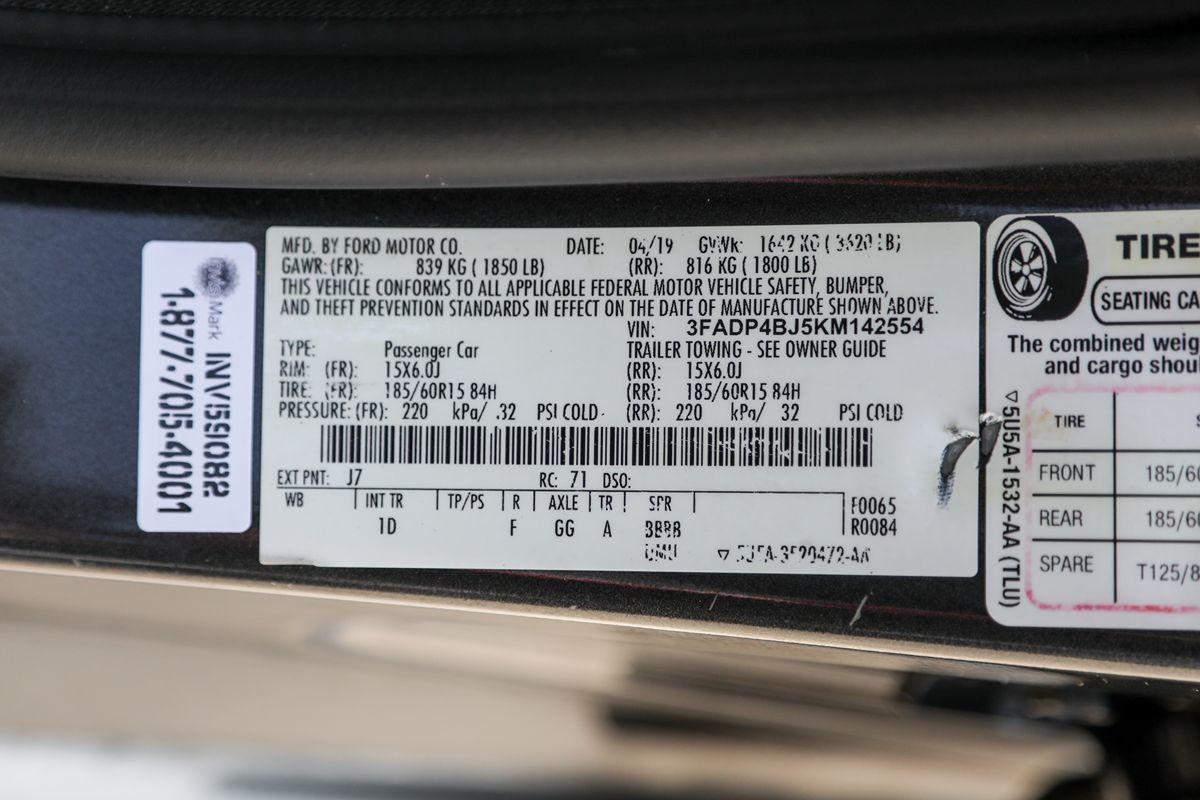 MFD. BY FORD MOTOR CO. DATE: 04/19 GVWR: 1642 KG ( 3620 LB)
GAWR: (FR): 839 KG ( 1850 LB) (RR): 816 KG ( 1800 LB)
THIS VEHICLE CONFORMS TO ALL APPLICABLE FEDERAL MOTOR VEHICLE SAFETY, BUMPER,
AND THEFT PREVENTION STANDARDS IN EFFECT ON THE DATE OF MANUFACTURE SHOWN ABOVE.
VIN: 3FADP4BJ5KM142554
TYPE: Passenger Car TRAILER TOWING - SEE OWNER GUIDE
RIM: (FR): 15X6.0J (RR): 15X6.0J
TIRE: (FR): 185/60R15 84H (RR): 185/60R15 84H
PRESSURE: (FR): 220 kPa/ 32 PSI COLD (RR): 220 kPa/ 32 PSI COLD
EXT PNT: J7 RC: 71 DSO:
WB INT TR TP/PS R AXLE TR SPR F0065
1D F GG A BBBB R0084
Mark
1-877-705-4001
INV159082
TIRE
SEATING CA
The combined weig
and cargo shou
TIRE S
FRONT 185/60
REAR 185/60
SPARE T125/8
▽5U5A-1532-AA (TLU)